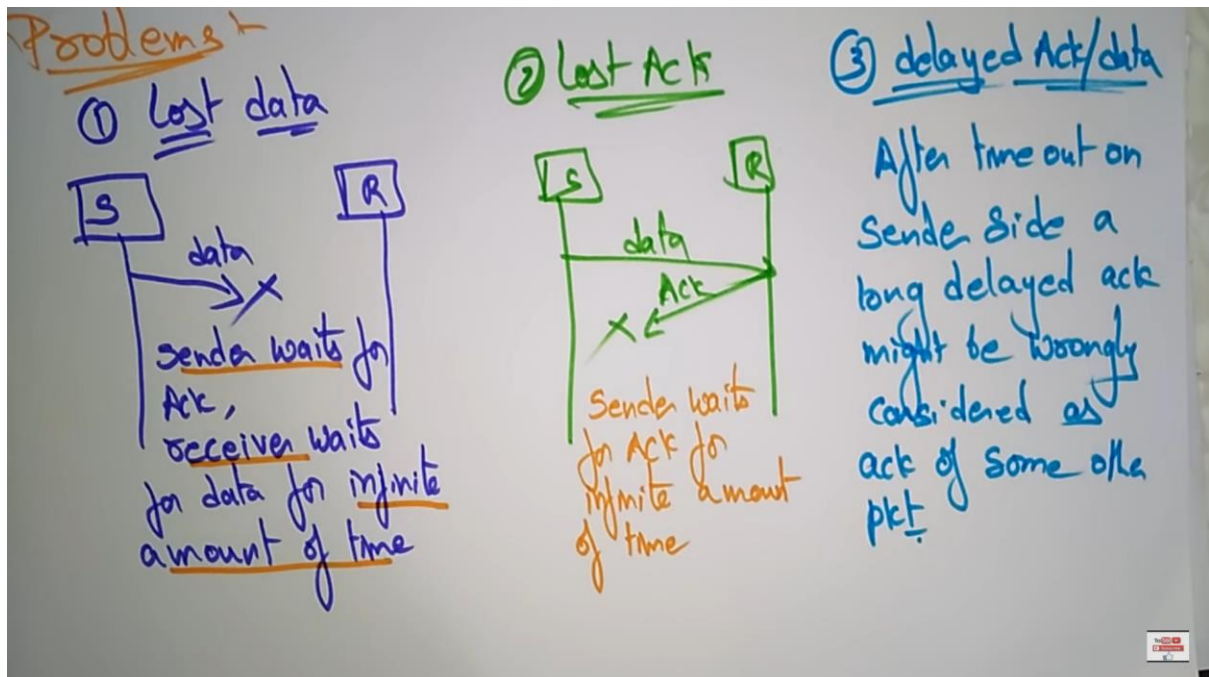 Problems:-
① Lost data
S
R
data
sender waits for
Ack,
receiver waits
for data for infinite
amount of time
② Lost Ack
S
R
data
Ack
Sender waits
for Ack for
infinite amount
of time
③ delayed Ack/data
After time out on
sender side a
long delayed ack
might be wrongly
considered as
ack of some other
pkt.